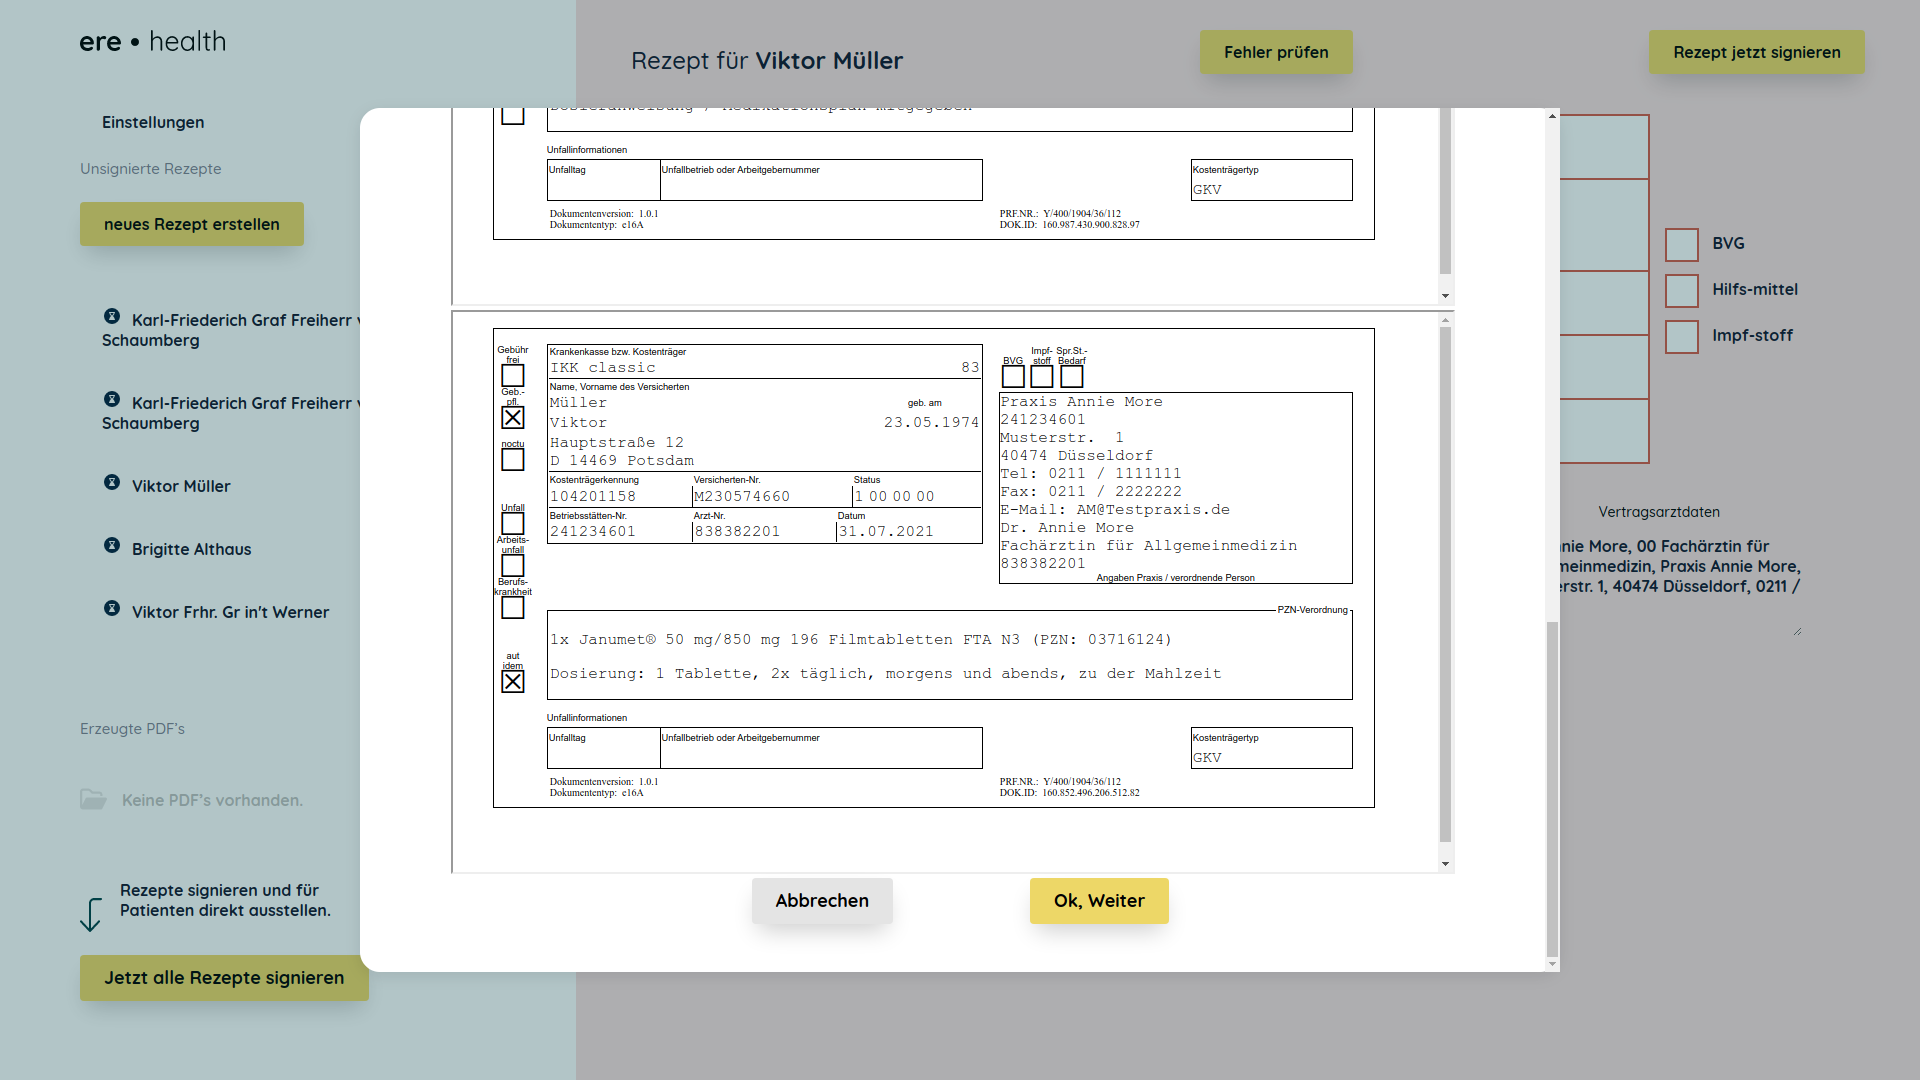 ere • health
Rezept für Viktor Müller
Fehler prüfen
Rezept jetzt signieren
Einstellungen
Unsignierte Rezepte
neues Rezept erstellen
Karl-Friederich Graf Freiherr
Schaumberg
Karl-Friederich Graf Freiherr
Schaumberg
Viktor Müller
Brigitte Althaus
Viktor Frhr. Gr in't Werner
Erzeugte PDF's
Keine PDF's vorhanden.
Rezepte signieren und für
Patienten direkt ausstellen.
Jetzt alle Rezepte signieren
Unfallinformationen
Unfalltag
Unfallbetrieb oder Arbeitgebernummer
Kostenträgertyp
GKV
Dokumentenversion: 1.0.1
Dokumententyp: e16A
PRF.NR.: Y/400/1904/36/112
DOK.ID: 160.987.430.900.828.97
Gebühr
frei
Geb.-
pfl.
noctu
Unfall
Arbeits-
unfall
Berufs-
krankheit
aut
idem
Krankenkasse bzw. Kostenträger
IKK classic 83
Name, Vorname des Versicherten
Müller
geb. am
Viktor 23.05.1974
Hauptstraße 12
D 14469 Potsdam
Kostenträgerkennung Versicherten-Nr. Status
104201158 M230574660 1 00 00 00
Betriebsstätten-Nr. Arzt-Nr. Datum
241234601 838382201 31.07.2021
BVG
Impf-
stoff
Spr.St.-
Bedarf
Praxis Annie More
241234601
Musterstr. 1
40474 Düsseldorf
Tel: 0211 / 1111111
Fax: 0211 / 2222222
E-Mail: AM@Testpraxis.de
Dr. Annie More
Fachärztin für Allgemeinmedizin
838382201
Angaben Praxis / verordnende Person
PZN-Verordnung
1x Janumet® 50 mg/850 mg 196 Filmtabletten FTA N3 (PZN: 03716124)
Dosierung: 1 Tablette, 2x täglich, morgens und abends, zu der Mahlzeit
Unfallinformationen
Unfalltag
Unfallbetrieb oder Arbeitgebernummer
Kostenträgertyp
GKV
Dokumentenversion: 1.0.1
Dokumententyp: e16A
PRF.NR.: Y/400/1904/36/112
DOK.ID: 160.852.496.206.512.82
Abbrechen
Ok, Weiter
BVG
Hilfs-mittel
Impf-stoff
Vertragsarztdaten
nie More, 00 Fachärztin für
meinmedizin, Praxis Annie More,
erstr. 1, 40474 Düsseldorf, 0211 /